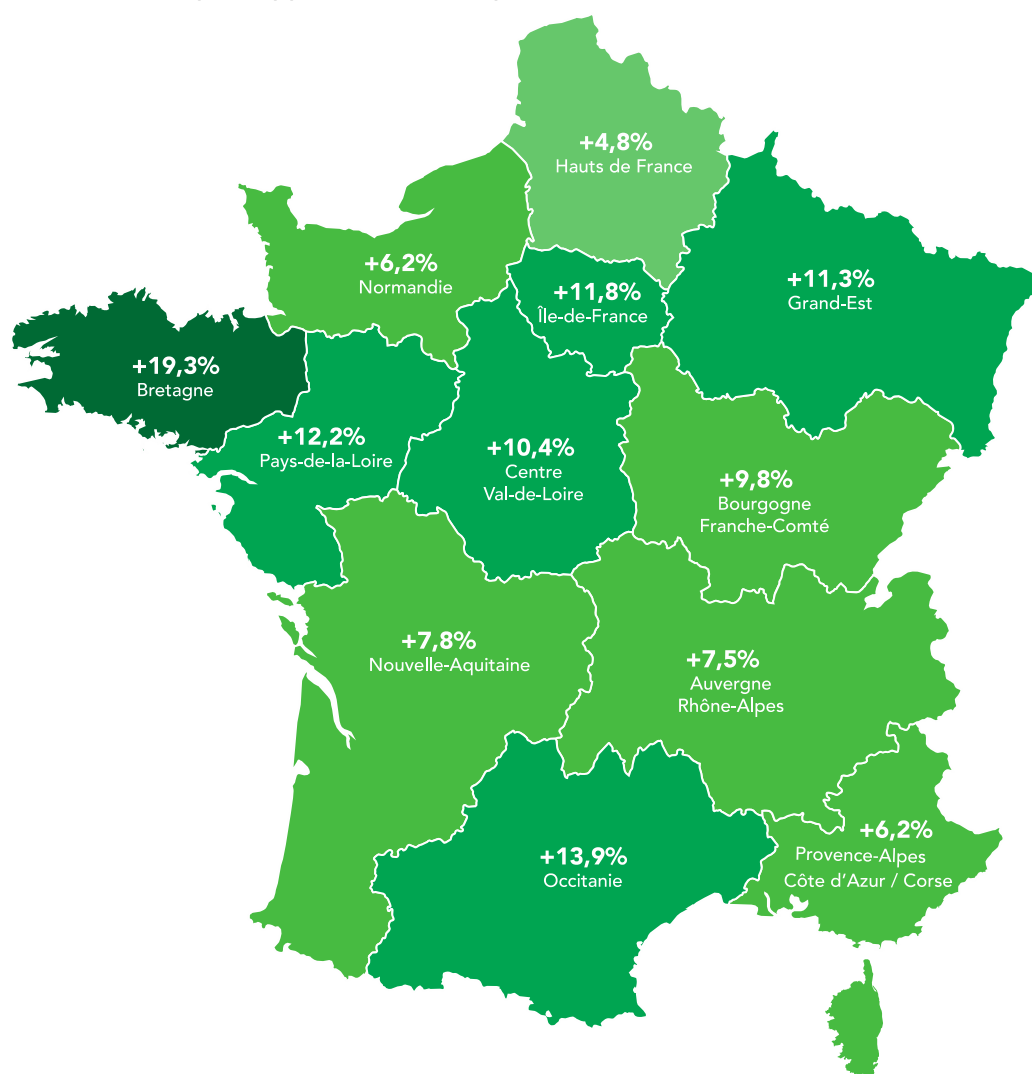 +4,8%
Hauts de France
+6,2%
Normandie
+11,8%
Île-de-France
+11,3%
Grand-Est
+19,3%
Bretagne
+12,2%
Pays-de-la-Loire
+10,4%
Centre
Val-de-Loire
+9,8%
Bourgogne
Franche-Comté
+7,8%
Nouvelle-Aquitaine
+7,5%
Auvergne
Rhône-Alpes
+13,9%
Occitanie
+6,2%
Provence-Alpes
Côte d'Azur / Corse